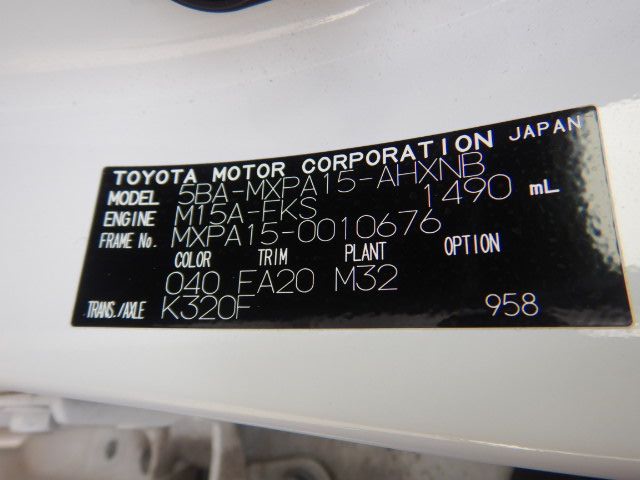 TOYOTA MOTOR CORPORATION JAPAN
MODEL 5BA-MXPA15-AHXNB
ENGINE M15A-FKS 1490 mL
FRAME No. MXPA15-0010676
COLOR TRIM PLANT OPTION
040 FA20 M32
TRANS./AXLE K320F 958